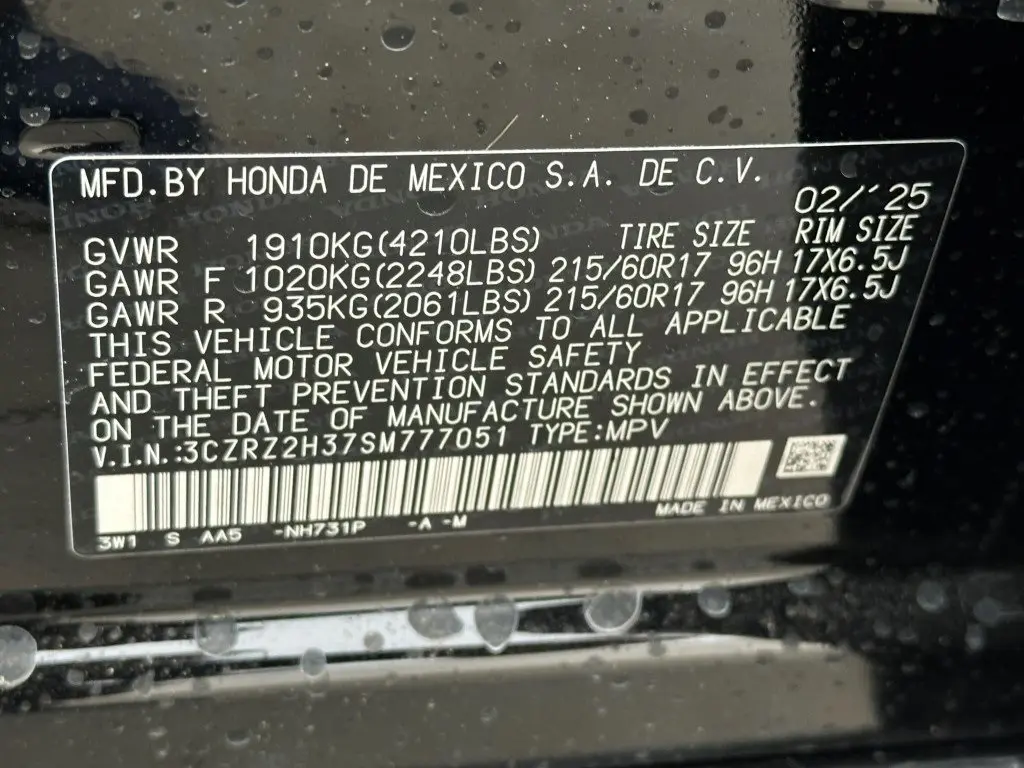 MFD.BY HONDA DE MEXICO S.A. DE C.V.
02/´25
GVWR 1910KG(4210LBS) TIRE SIZE RIM SIZE
GAWR F 1020KG(2248LBS) 215/60R17 96H 17X6.5J
GAWR R 935KG(2061LBS) 215/60R17 96H 17X6.5J
THIS VEHICLE CONFORMS TO ALL APPLICABLE
FEDERAL MOTOR VEHICLE SAFETY
AND THEFT PREVENTION STANDARDS IN EFFECT
ON THE DATE OF MANUFACTURE SHOWN ABOVE.
V.I.N.:3CZRZ2H37SM777051 TYPE:MPV
MADE IN MEXICO
3W1 S AA5 -NH731P -A -M